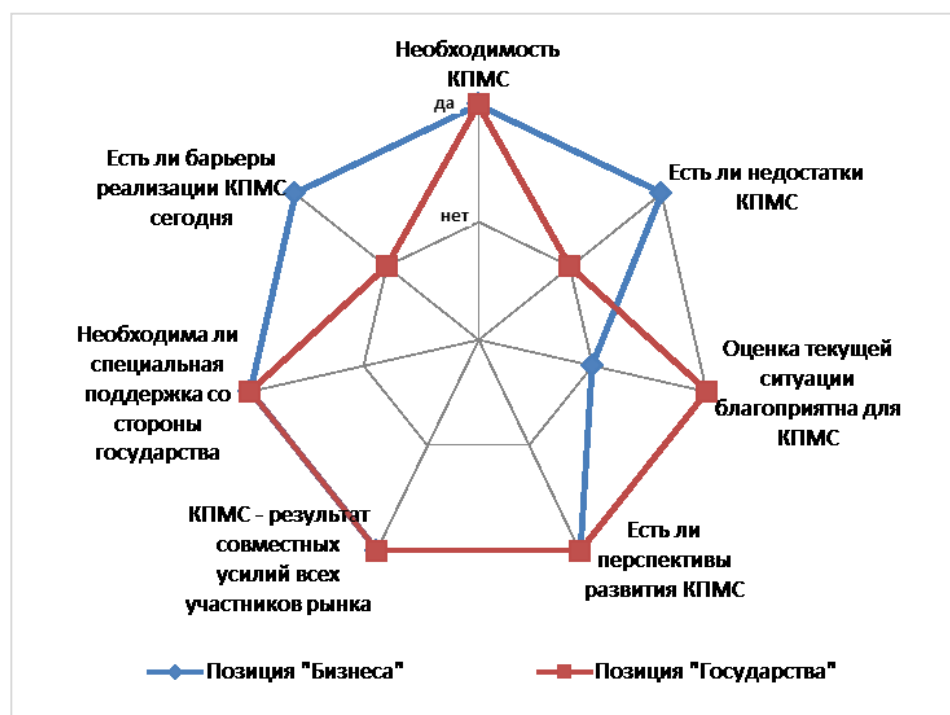 Необходимость
КПМС
да
Есть ли барьеры
реализации КПМС
сегодня
Есть ли недостатки
КПМС
нет
Необходима ли
специальная
поддержка со
стороны
государства
Оценка текущей
ситуации
благоприятна для
КПМС
КПМС - результат
совместных
усилий всех
участников рынка
Есть ли
перспективы
развития КПМС
Позиция "Бизнеса"
Позиция "Государства"